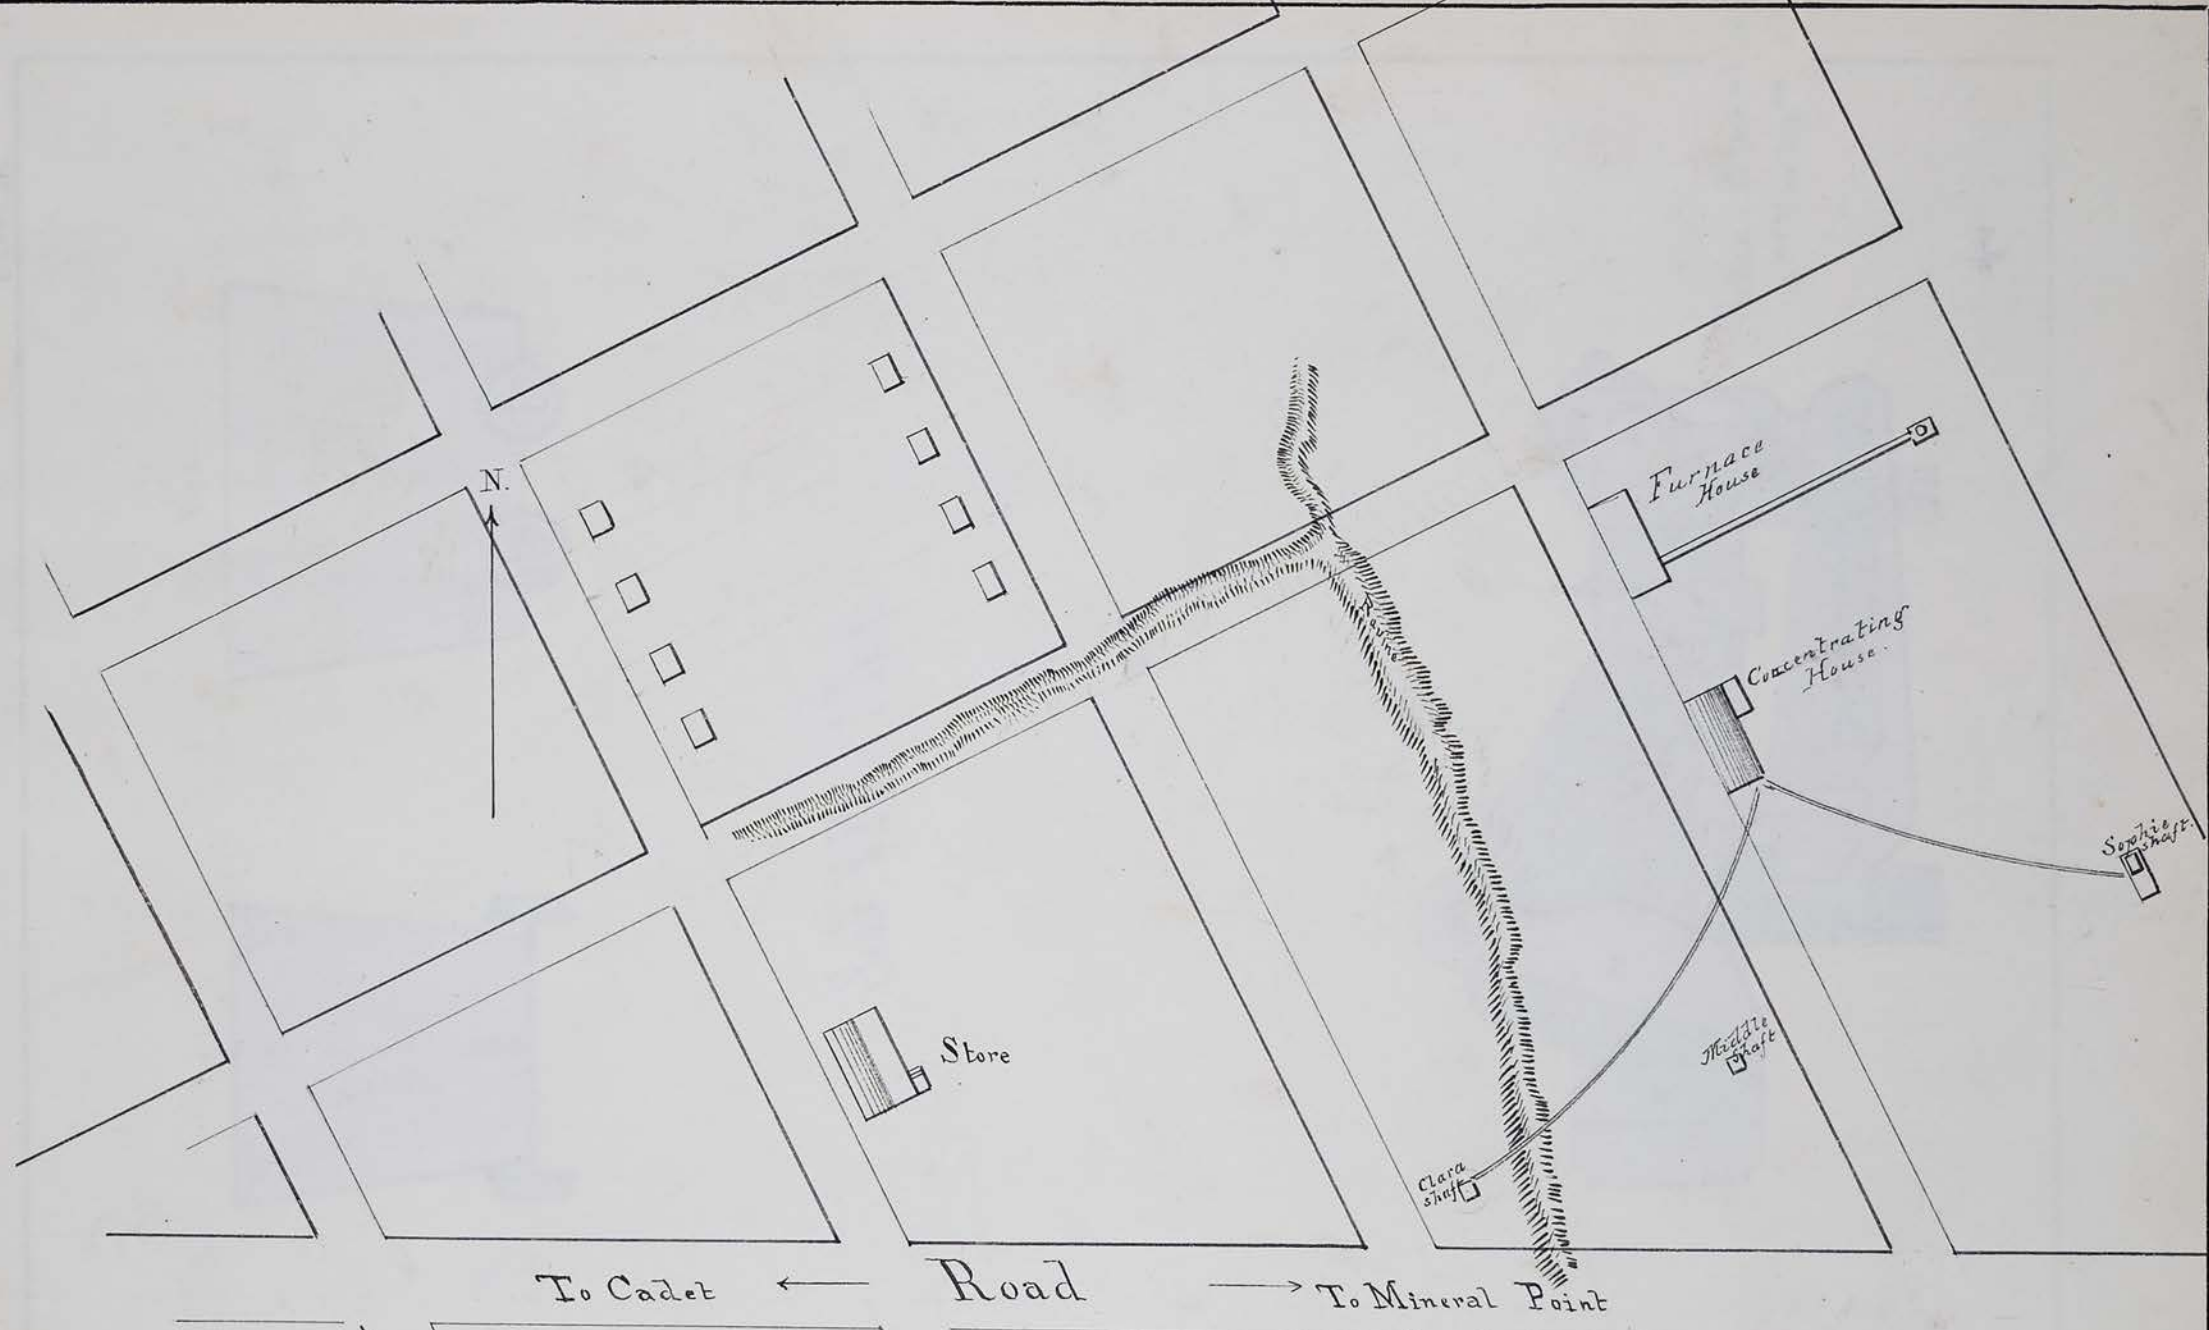 N.
Furnace
House
Concentrating
House.
Sophie
shaft.
Ravine
Store
Middle
Shaft
Clara
shaft
To Cadet
Road
To Mineral Point